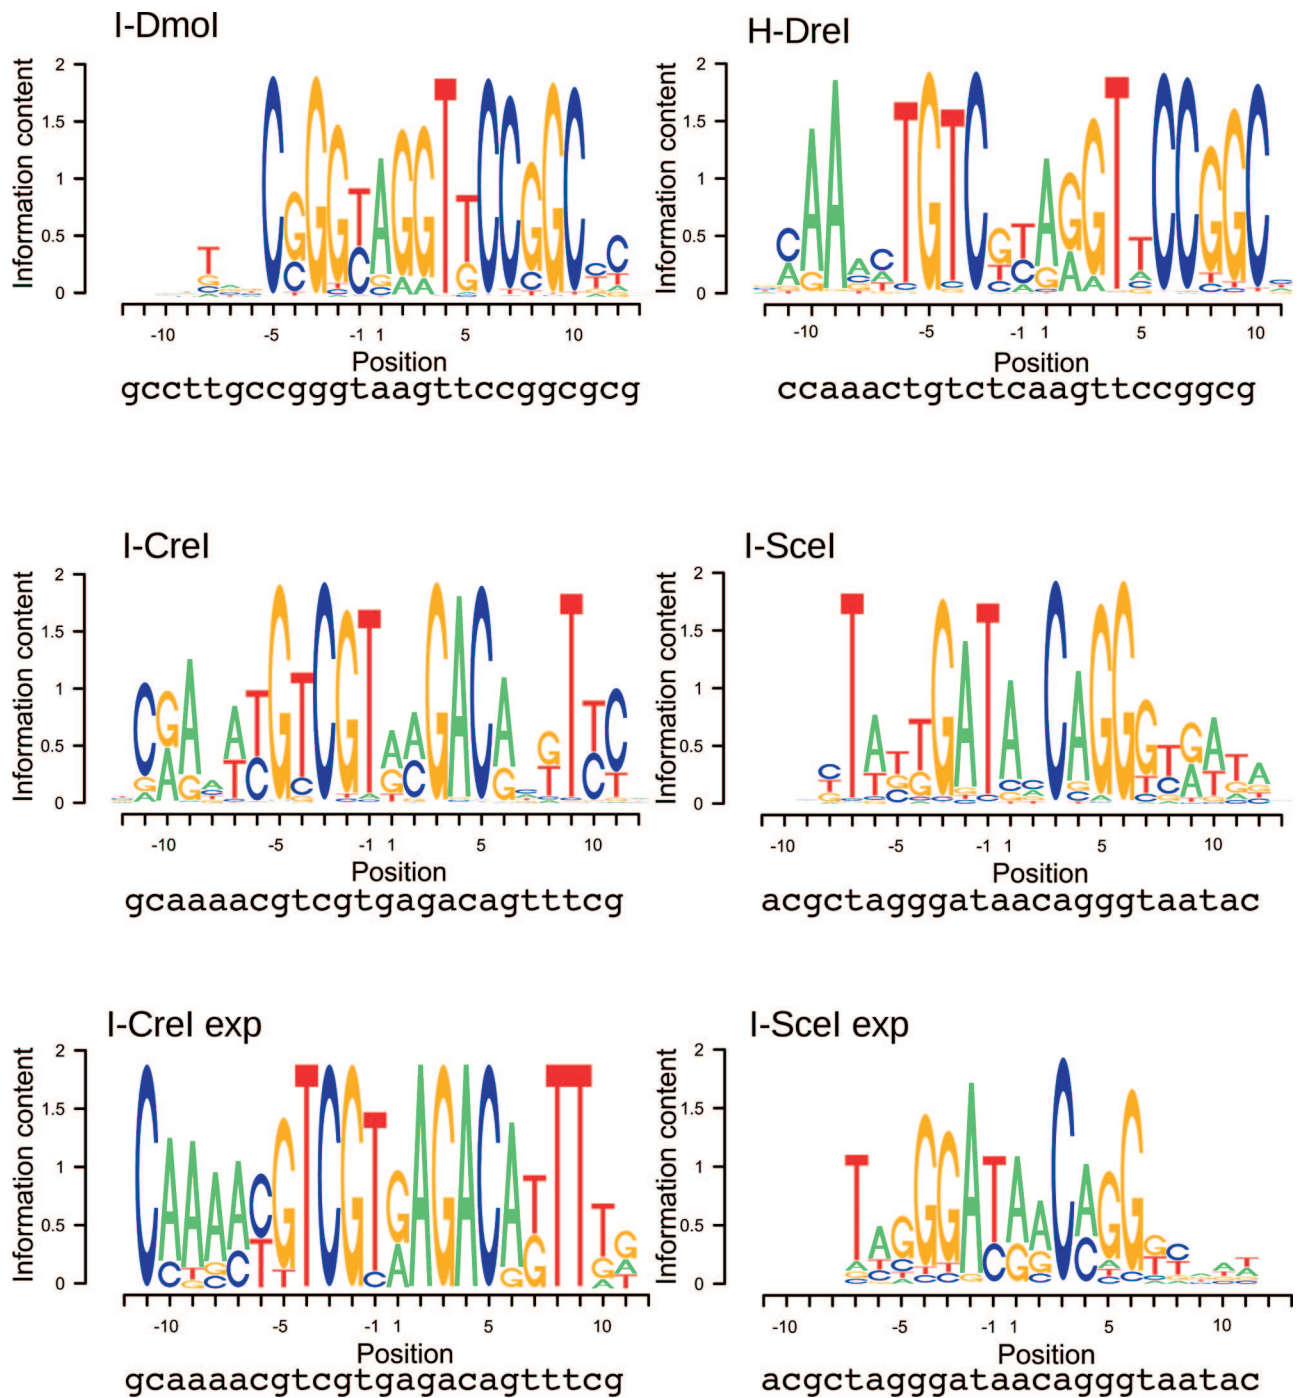 I-DmoI
H-DreI
Information content
2
1.5
1
0.5
0
-10
-5
-1
1
5
10
Position
gccttgccgggtaagttccggcgcg
Information content
2
1.5
1
0.5
0
-10
-5
-1
1
5
10
Position
ccaaactgtctcaagttccggcg
I-CreI
I-SceI
Information content
2
1.5
1
0.5
0
-10
-5
-1
1
5
10
Position
gcaaaacgtcgtgagacagtttcg
Information content
2
1.5
1
0.5
0
-10
-5
-1
1
5
10
Position
acgctagggataacagggtaatac
I-CreI exp
I-SceI exp
Information content
2
1.5
1
0.5
0
-10
-5
-1
1
5
10
Position
gcaaaacgtcgtgagacagtttcg
Information content
2
1.5
1
0.5
0
-10
-5
-1
1
5
10
Position
acgctagggataacagggtaatac